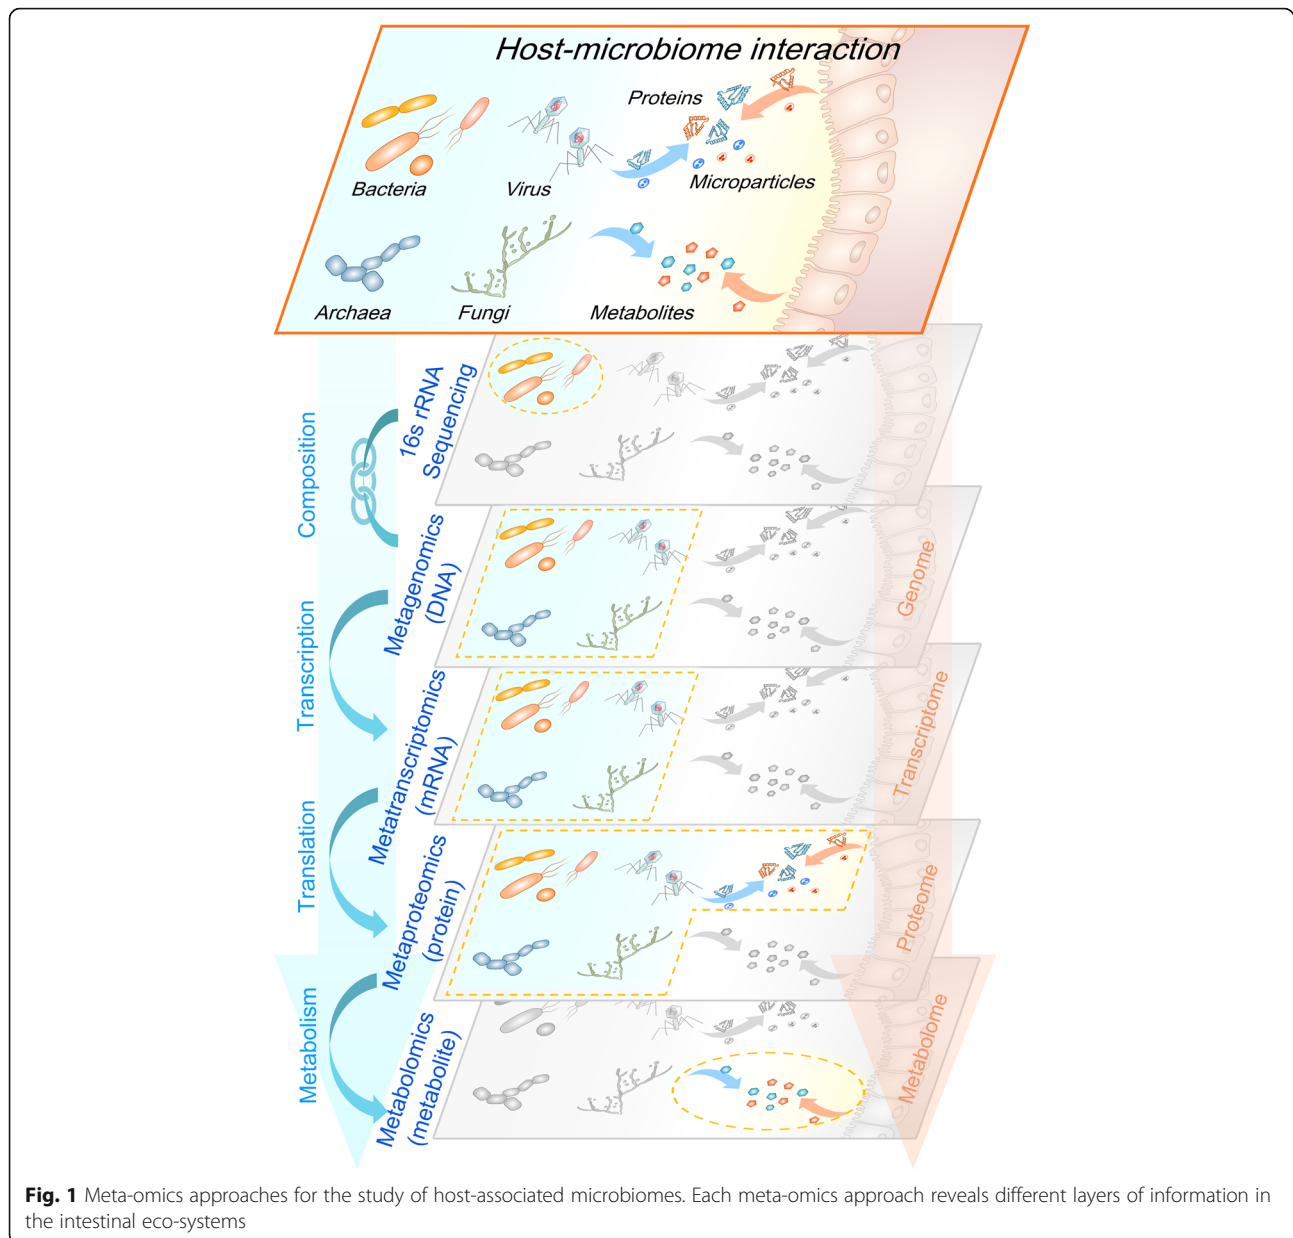 Host-microbiome interaction
Proteins
Bacteria
Virus
Microparticles
Archaea
Fungi
Metabolites
Composition
16s rRNA
Sequencing
Metagenomics
(DNA)
Genome
Transcription
Metatranscriptomics
(mRNA)
Transcriptome
Translation
Metaproteomics
(protein)
Proteome
Metabolism
Metabolomics
(metabolite)
Metabolome
Fig. 1 Meta-omics approaches for the study of host-associated microbiomes. Each meta-omics approach reveals different layers of information in
the intestinal eco-systems